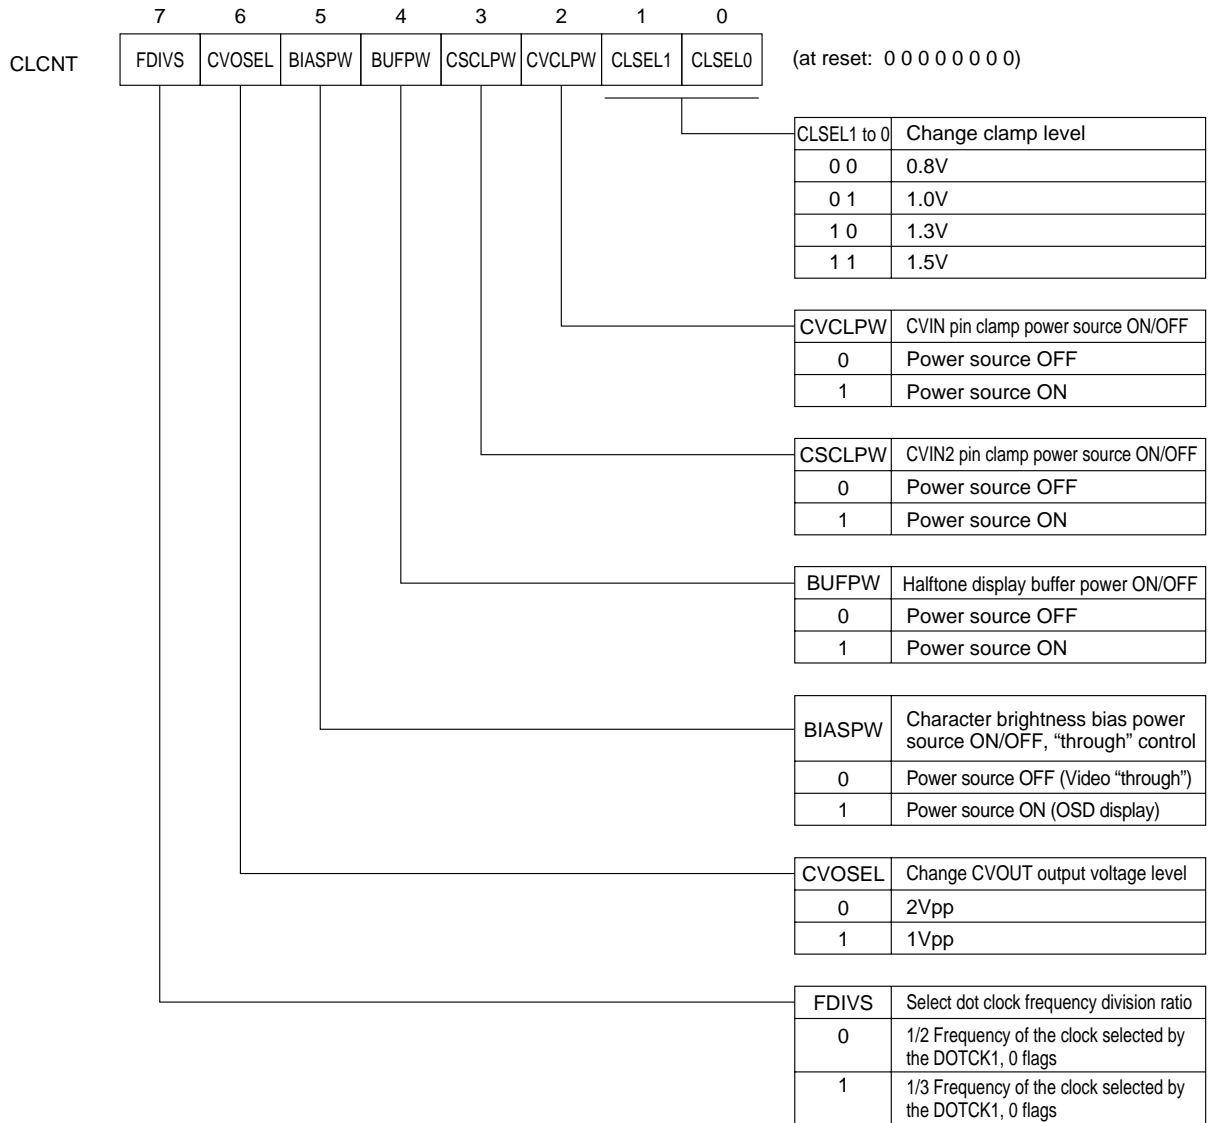 7 6 5 4 3 2 1 0
CLCNT FDIVS CVOSEL BIASPW BUFPW CSCLPW CVCLPW CLSEL1 CLSEL0 (at reset: 0 0 0 0 0 0 0 0)
CLSEL1 to 0 Change clamp level
0 0 0.8V
0 1 1.0V
1 0 1.3V
1 1 1.5V
CVCLPW CVIN pin clamp power source ON/OFF
0 Power source OFF
1 Power source ON
CSCLPW CVIN2 pin clamp power source ON/OFF
0 Power source OFF
1 Power source ON
BUFPW Halftone display buffer power ON/OFF
0 Power source OFF
1 Power source ON
BIASPW Character brightness bias power
source ON/OFF, “through” control
0 Power source OFF (Video “through”)
1 Power source ON (OSD display)
CVOSEL Change CVOUT output voltage level
0 2Vpp
1 1Vpp
FDIVS Select dot clock frequency division ratio
0 1/2 Frequency of the clock selected by
the DOTCK1, 0 flags
1 1/3 Frequency of the clock selected by
the DOTCK1, 0 flags